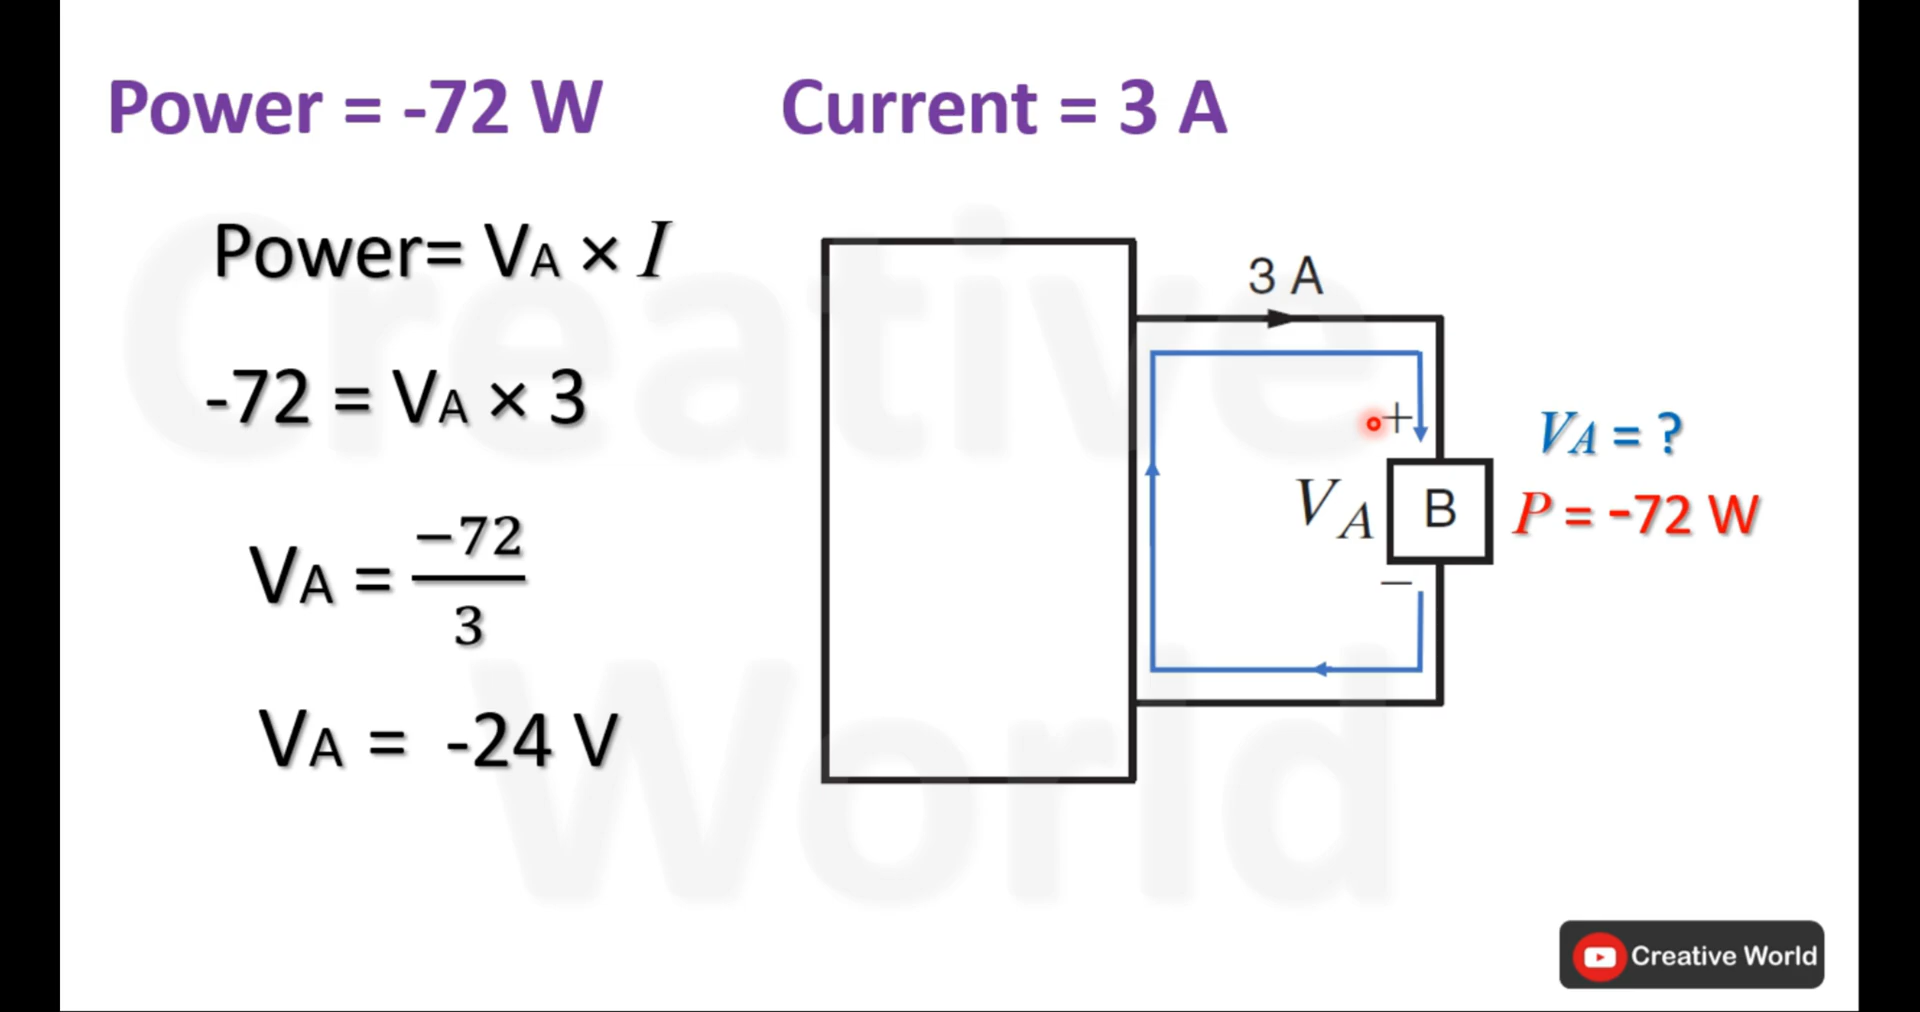 Power = -72 W
Current = 3 A
Power= VA × I
-72 = VA × 3
VA = −72
3
VA = -24 V
3 A
+
VA
B
−
VA = ?
P = -72 W
Creative
World
Creative World